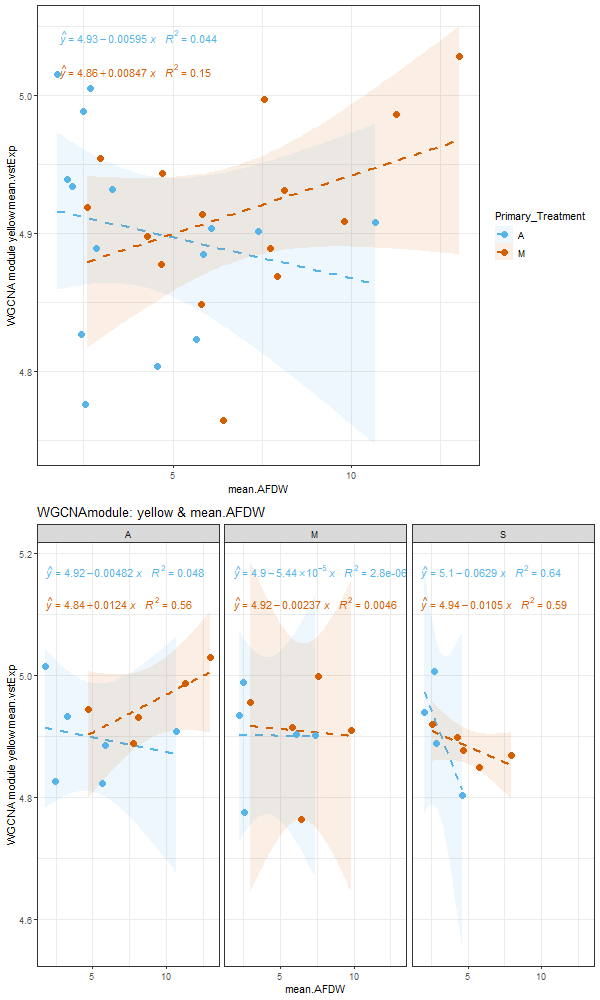 ŷ = 4.93−0.00595 x R² = 0.044
ŷ = 4.86+0.00847 x R² = 0.15
5.0
4.9
4.8
WGCNA module yellow mean.vstExp
5 10
mean.AFDW
Primary_Treatment
A
M
WGCNAmodule: yellow & mean.AFDW
A M S
ŷ = 4.92−0.00482 x R² = 0.048 ŷ = 4.9−5.44×10⁻⁵ x R² = 2.8e-06 ŷ = 5.1−0.0629 x R² = 0.64
ŷ = 4.84+0.0124 x R² = 0.56 ŷ = 4.92−0.00237 x R² = 0.0046 ŷ = 4.94−0.0105 x R² = 0.59
5.2
5.0
4.8
4.6
WGCNA module yellow mean.vstExp
5 10 5 10 5 10
mean.AFDW